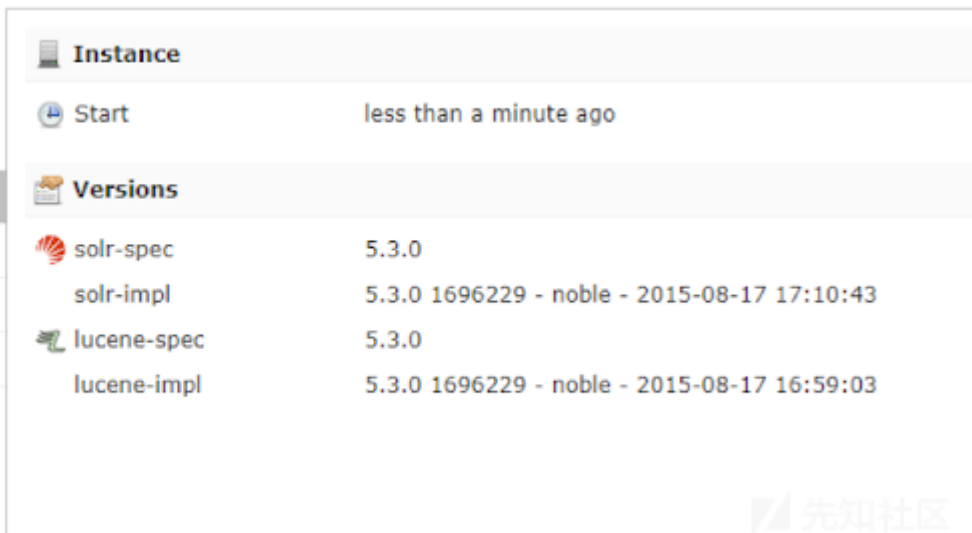 Instance
Start less than a minute ago
Versions
solr-spec 5.3.0
solr-impl 5.3.0 1696229 - noble - 2015-08-17 17:10:43
lucene-spec 5.3.0
lucene-impl 5.3.0 1696229 - noble - 2015-08-17 16:59:03
先知社区